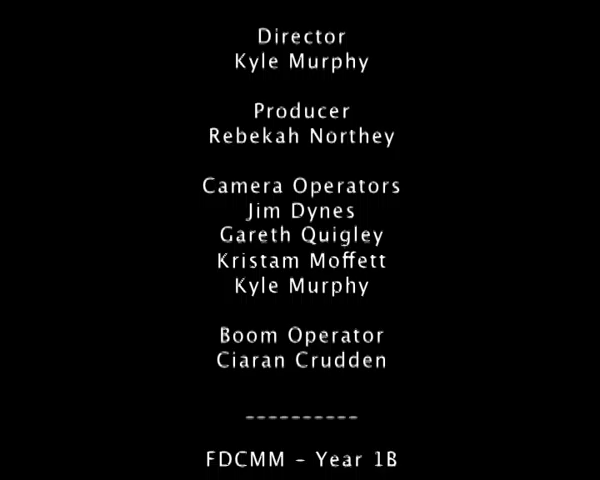 Director
Kyle Murphy
Producer
Rebekah Northey
Camera Operators
Jim Dynes
Gareth Quigley
Kristam Moffett
Kyle Murphy
Boom Operator
Ciaran Crudden
----------
FDCMM - Year 1B